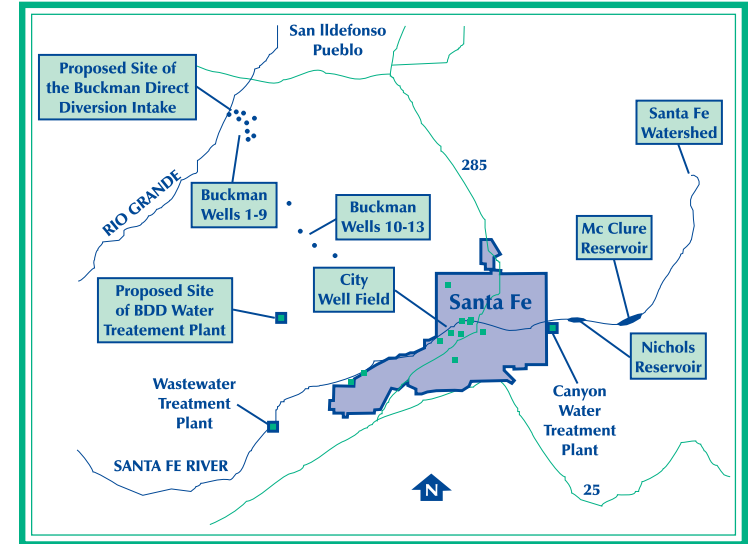 San Ildefonso
Pueblo
Proposed Site of
the Buckman Direct
Diversion Intake
Santa Fe
Watershed
285
RIO GRANDE
Buckman
Wells 1-9
Buckman
Wells 10-13
Mc Clure
Reservoir
City
Well Field
Santa Fe
Proposed Site
of BDD Water
Treatement Plant
Nichols
Reservoir
Wastewater
Treatment
Plant
Canyon
Water
Treatment
Plant
SANTA FE RIVER
N
25